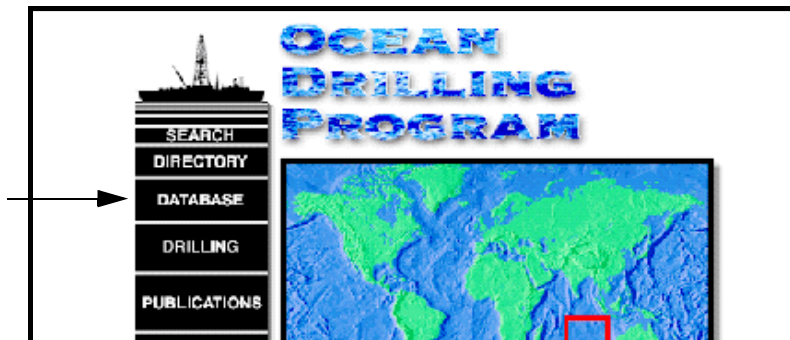 OCEAN
DRILLING
PROGRAM
SEARCH
DIRECTORY
DATABASE
DRILLING
PUBLICATIONS